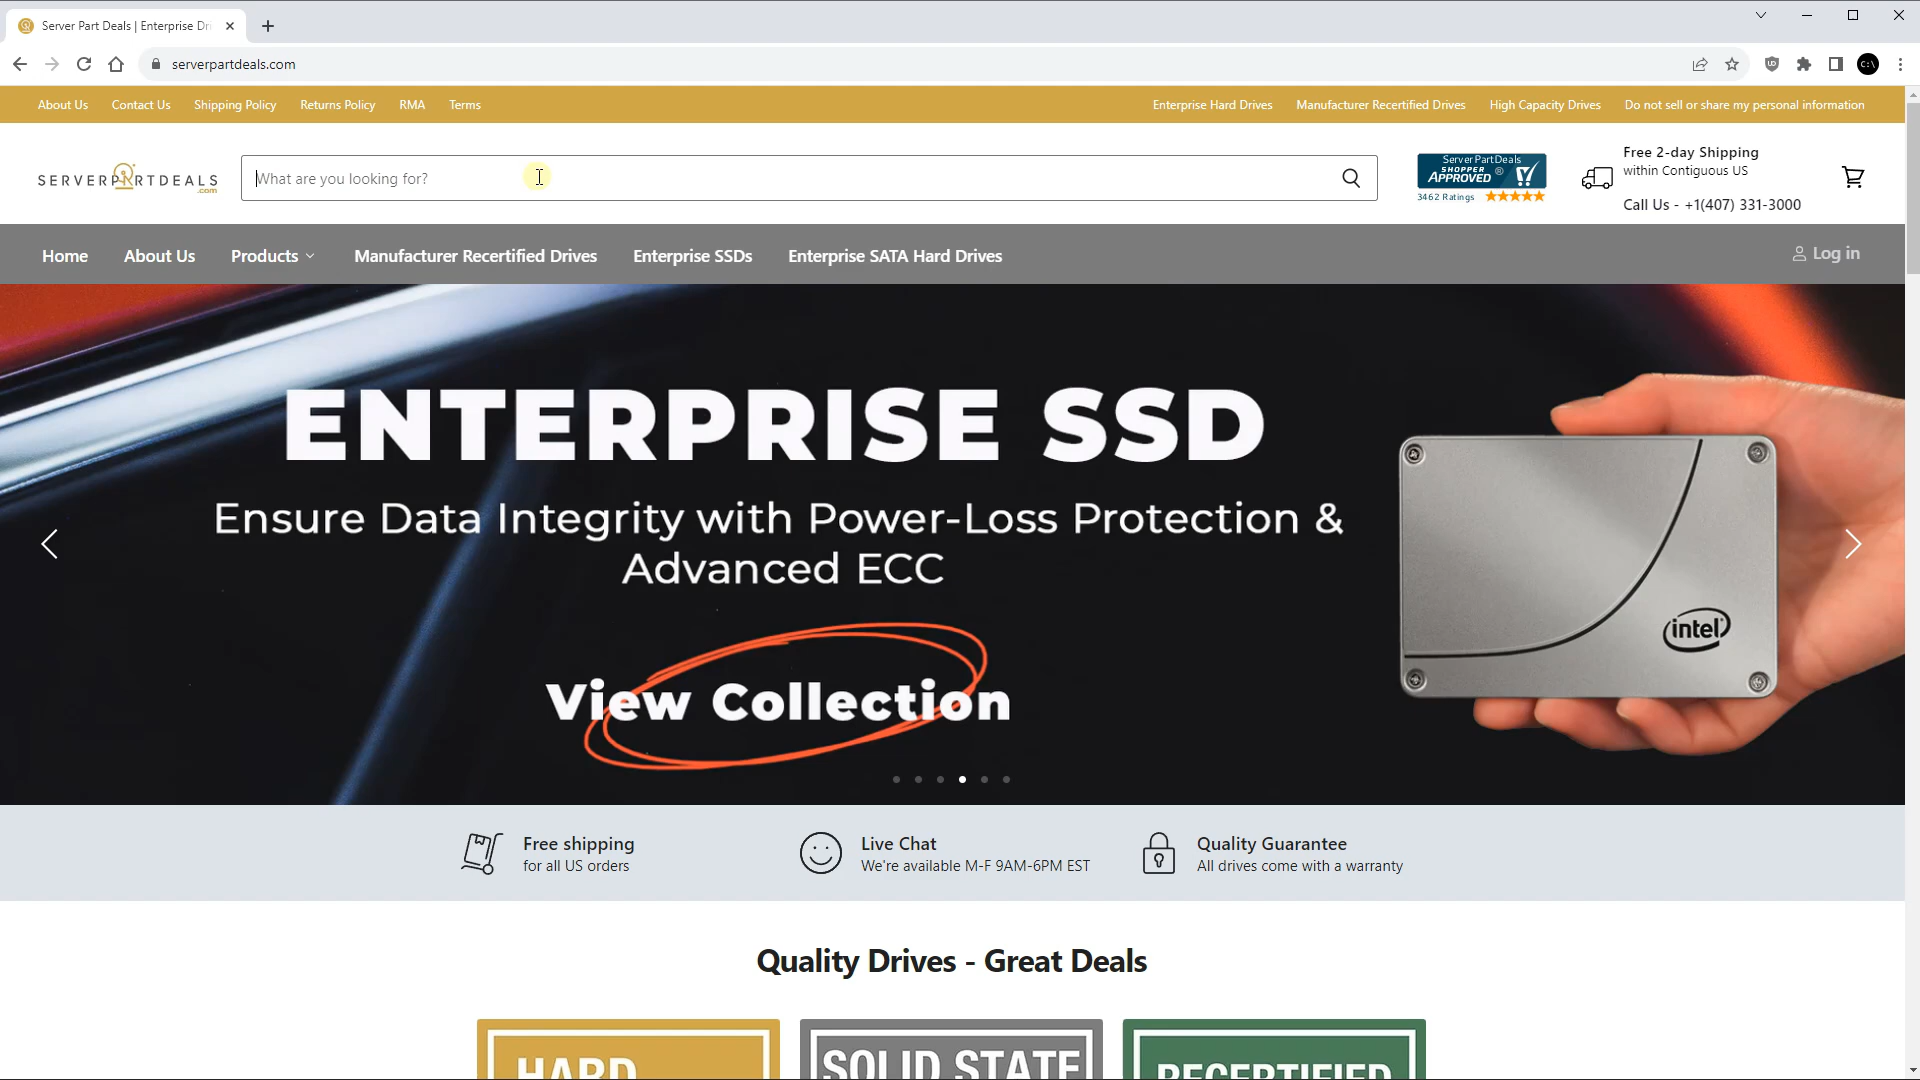 Server Part Deals | Enterprise Dr
serverpartdeals.com
C:\
About Us Contact Us Shipping Policy Returns Policy RMA Terms Enterprise Hard Drives Manufacturer Recertified Drives High Capacity Drives Do not sell or share my personal information
SERVERPARTDEALS
.com
What are you looking for?
ServerPartDeals
SHOPPER
APPROVED ®
3462 Ratings
Free 2-day Shipping
within Contiguous US
Call Us - +1(407) 331-3000
Home About Us Products Manufacturer Recertified Drives Enterprise SSDs Enterprise SATA Hard Drives Log in
ENTERPRISE SSD
Ensure Data Integrity with Power-Loss Protection &
Advanced ECC
intel
View Collection
Free shipping
for all US orders
Live Chat
We're available M-F 9AM-6PM EST
Quality Guarantee
All drives come with a warranty
Quality Drives - Great Deals
HARD
SOLID STATE
RECERTIFIED